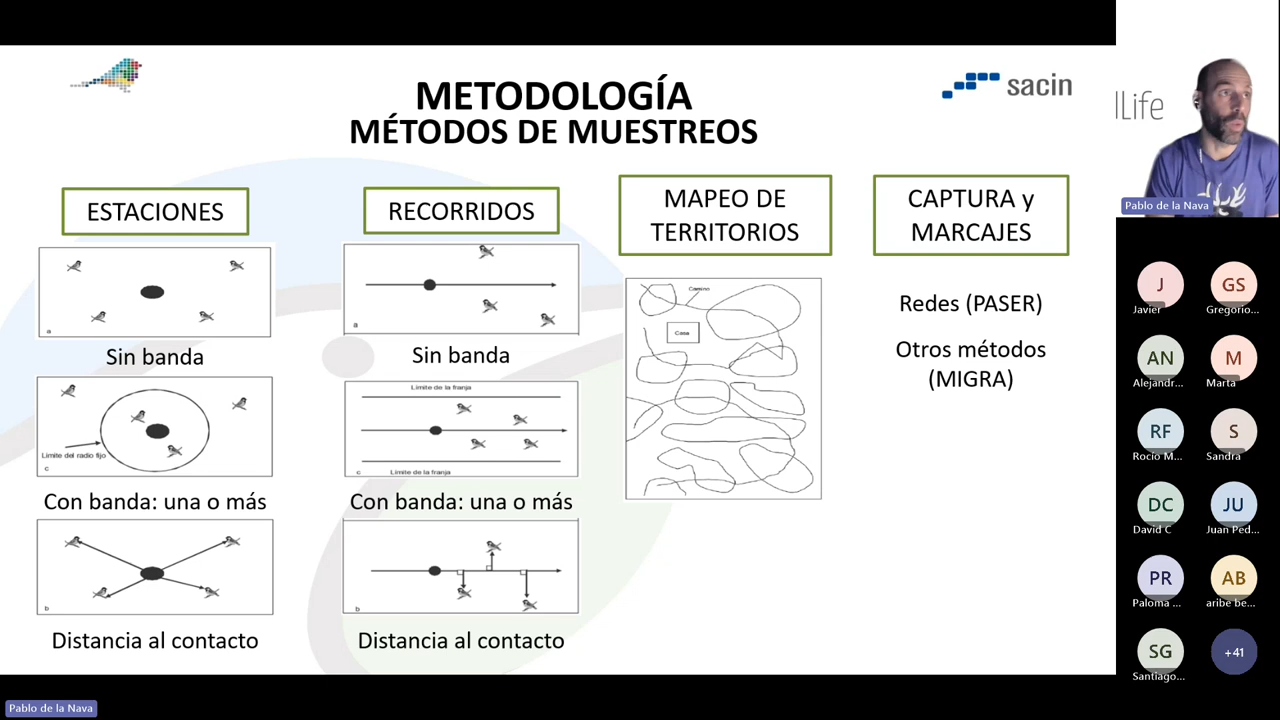 sacin
METODOLOGÍA
MÉTODOS DE MUESTREOS
ESTACIONES
a
Sin banda
Límite del radio fijo
c
Con banda: una o más
b
Distancia al contacto
RECORRIDOS
a
Sin banda
Límite de la franja
c
Límite de la franja
Con banda: una o más
b
Distancia al contacto
MAPEO DE
TERRITORIOS
Camino
Casa
CAPTURA y
MARCAJES
Redes (PASER)
Otros métodos
(MIGRA)
Life
Pablo de la Nava
J
Javier
GS
Gregorio...
AN
Alejandr...
M
Marta
RF
Rocío M...
S
Sandra
DC
David C
JU
Juan Ped...
PR
Paloma ...
AB
aribe be...
SG
Santiago...
+41
Pablo de la Nava